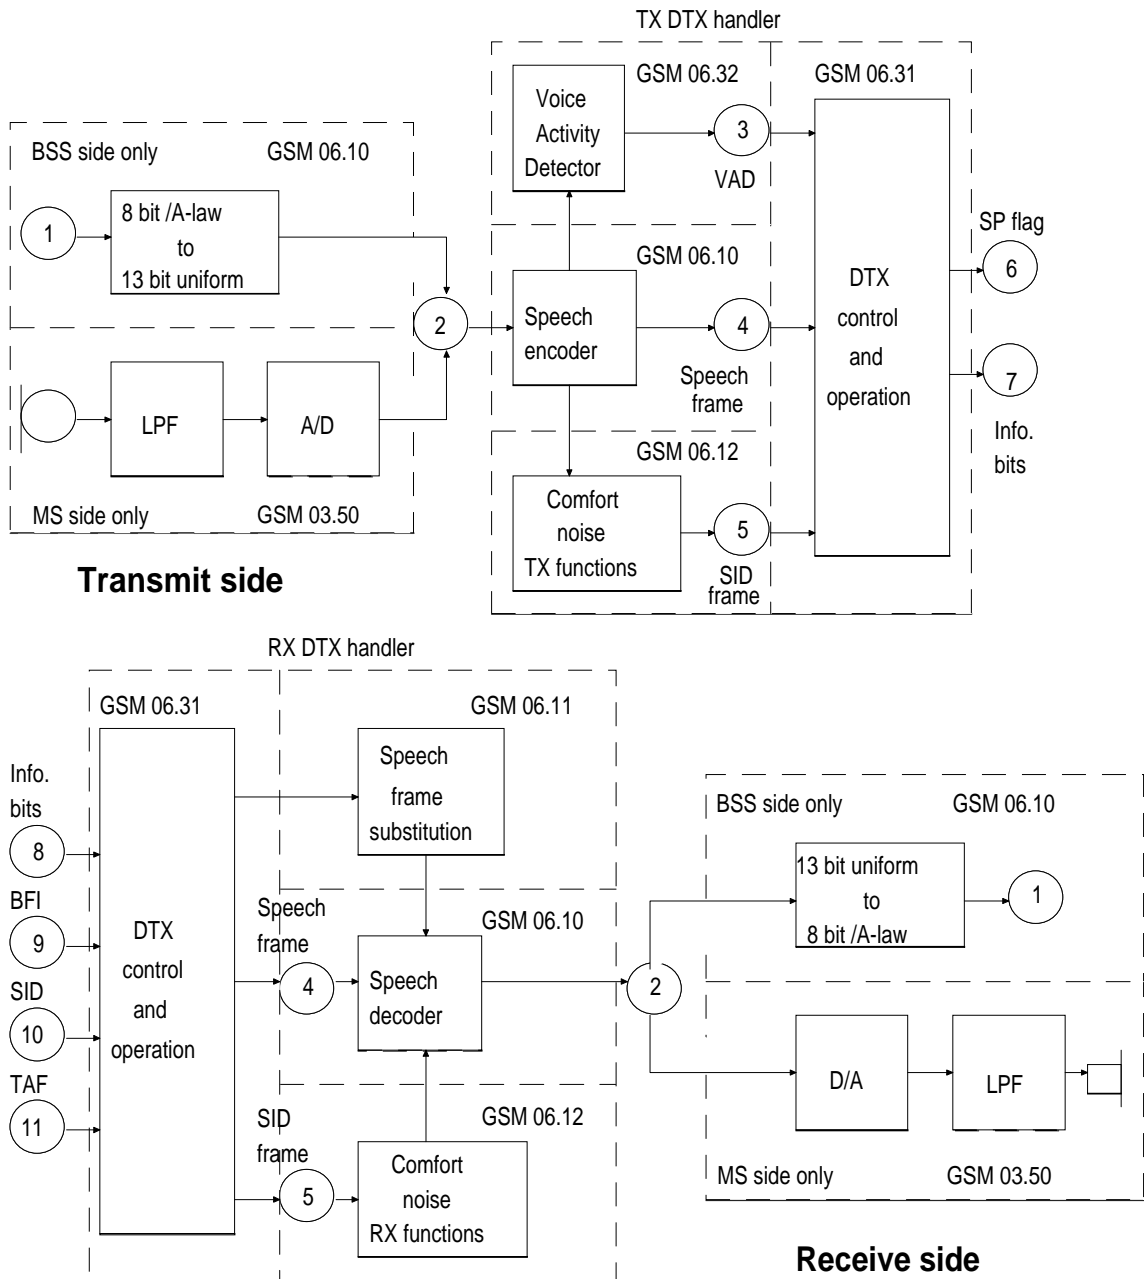 TX DTX handler
GSM 06.32
GSM 06.31
Voice
Activity
Detector
3
VAD
BSS side only
GSM 06.10
1
8 bit /A-law
to
13 bit uniform
2
LPF
A/D
MS side only
GSM 03.50
Transmit side
GSM 06.10
Speech
encoder
4
Speech
frame
GSM 06.12
Comfort
noise
TX functions
5
SID
frame
DTX
control
and
operation
SP flag
6
7
Info.
bits
RX DTX handler
GSM 06.31
GSM 06.11
Info.
bits
8
BFI
9
SID
10
TAF
11
DTX
control
and
operation
Speech
frame
substitution
Speech
frame
4
GSM 06.10
Speech
decoder
SID
frame
5
GSM 06.12
Comfort
noise
RX functions
2
BSS side only
GSM 06.10
13 bit uniform
to
8 bit /A-law
1
D/A
LPF
MS side only
GSM 03.50
Receive side